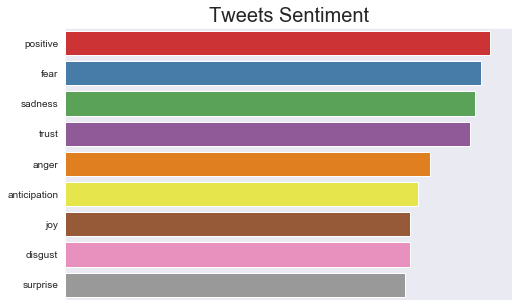 Tweets Sentiment
positive
fear
sadness
trust
anger
anticipation
joy
disgust
surprise